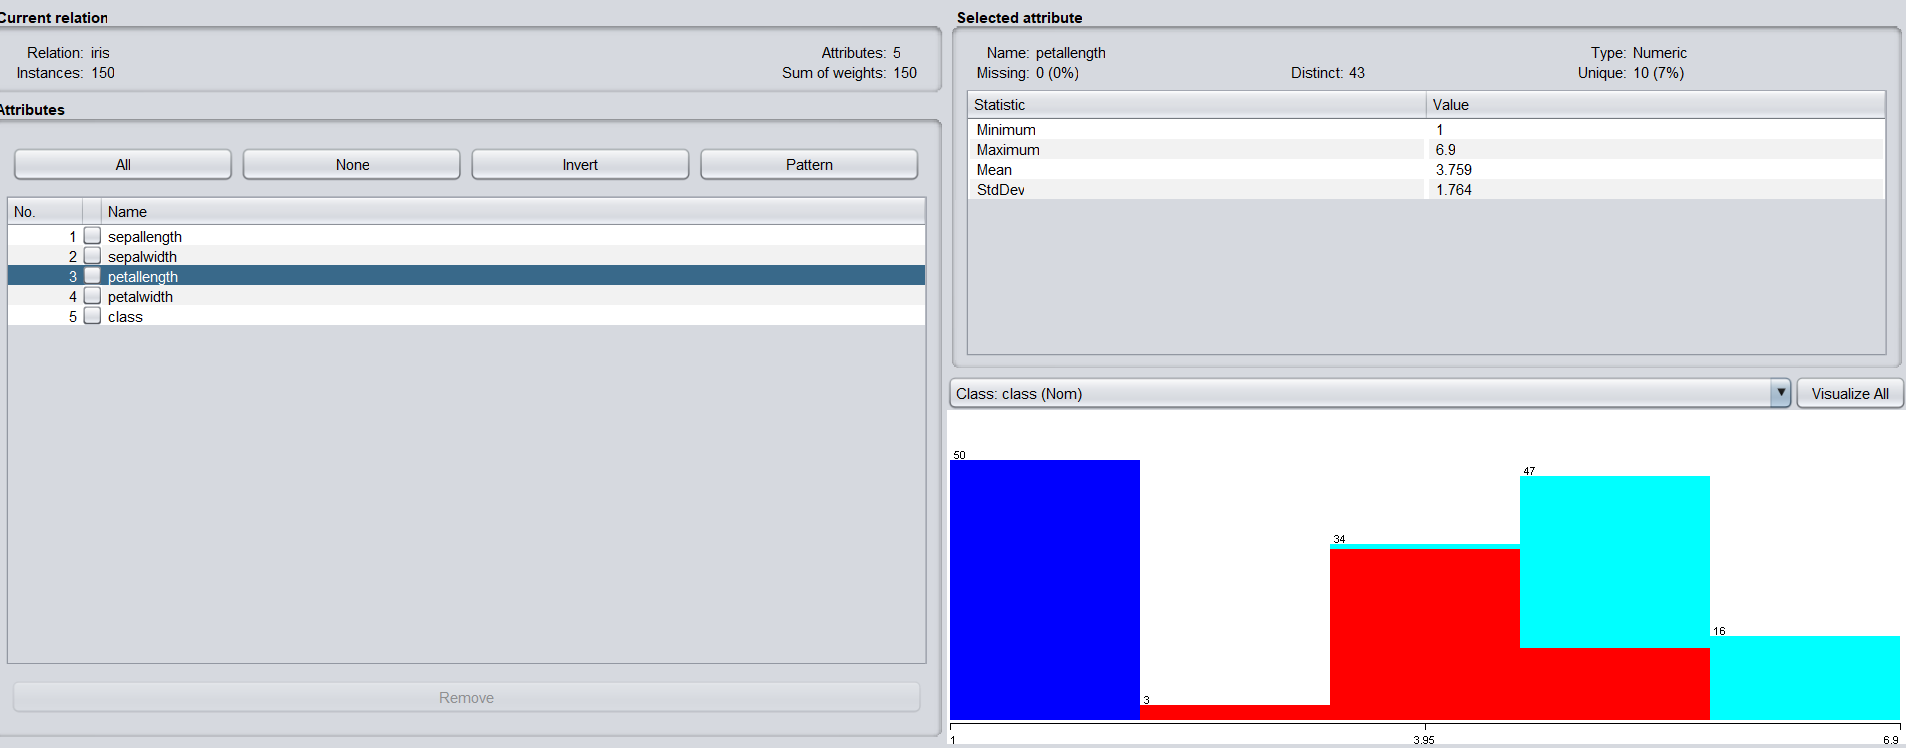 Current relation
Relation: iris
Attributes: 5
Instances: 150
Sum of weights: 150
Attributes
All
None
Invert
Pattern
No.
Name
1 sepallength
2 sepalwidth
3 petallength
4 petalwidth
5 class
Remove
Selected attribute
Name: petallength
Type: Numeric
Missing: 0 (0%)
Distinct: 43
Unique: 10 (7%)
Statistic
Value
Minimum 1
Maximum 6.9
Mean 3.759
StdDev 1.764
Class: class (Nom)
Visualize All
50
47
34
16
3
1
3.95
6.9